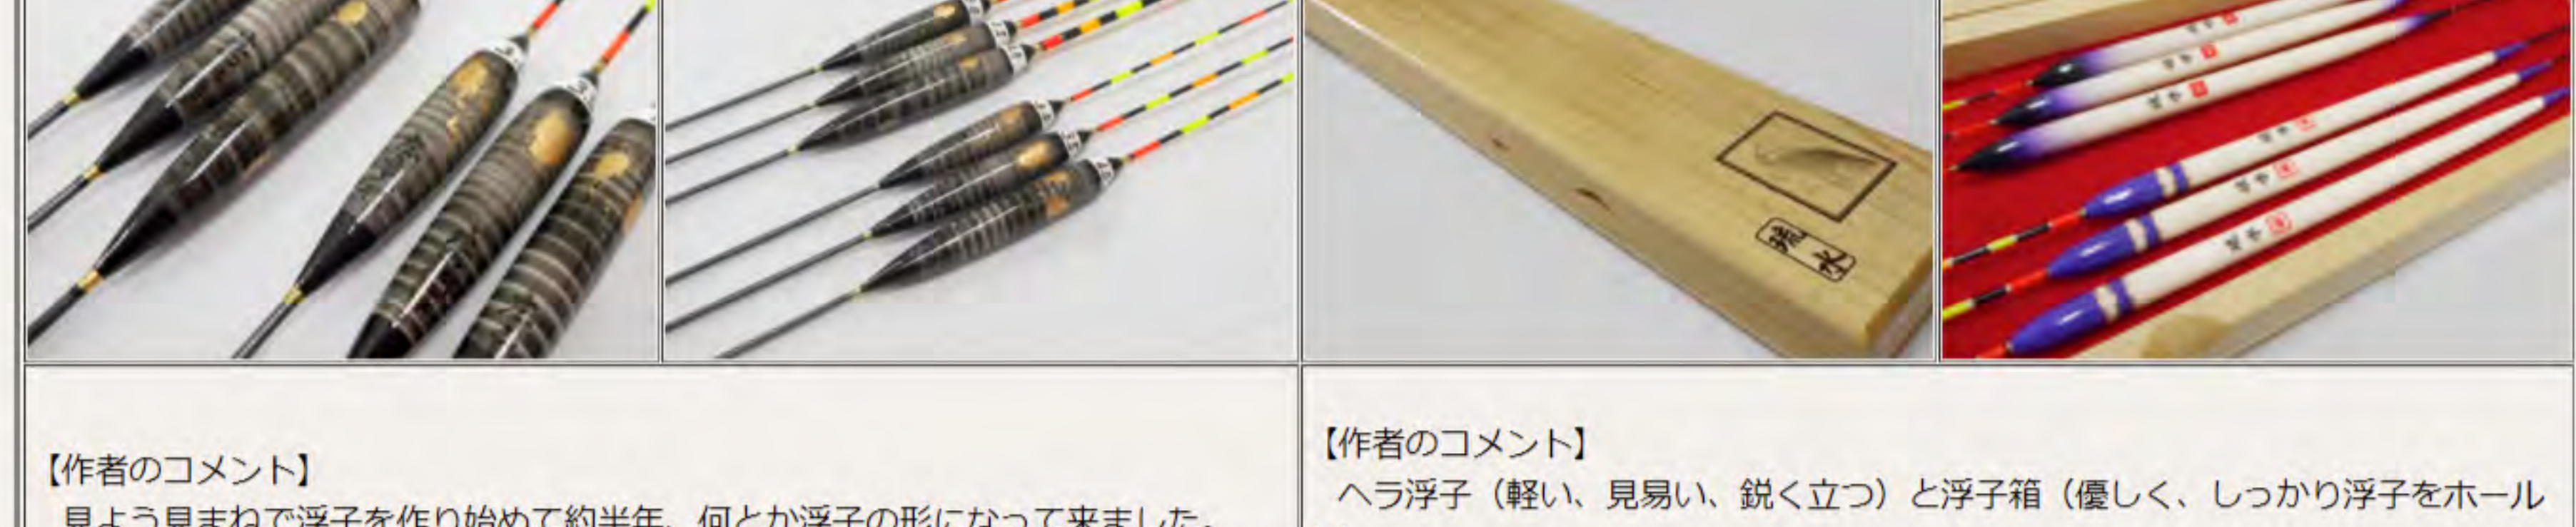 【作者のコメント】
見よう見まねで浮子を作り始めて約半年、何とか浮子の形になって来ました。
【作者のコメント】
ヘラ浮子（軽い、見易い、鋭く立つ）と浮子箱（優しく、しっかり浮子をホール